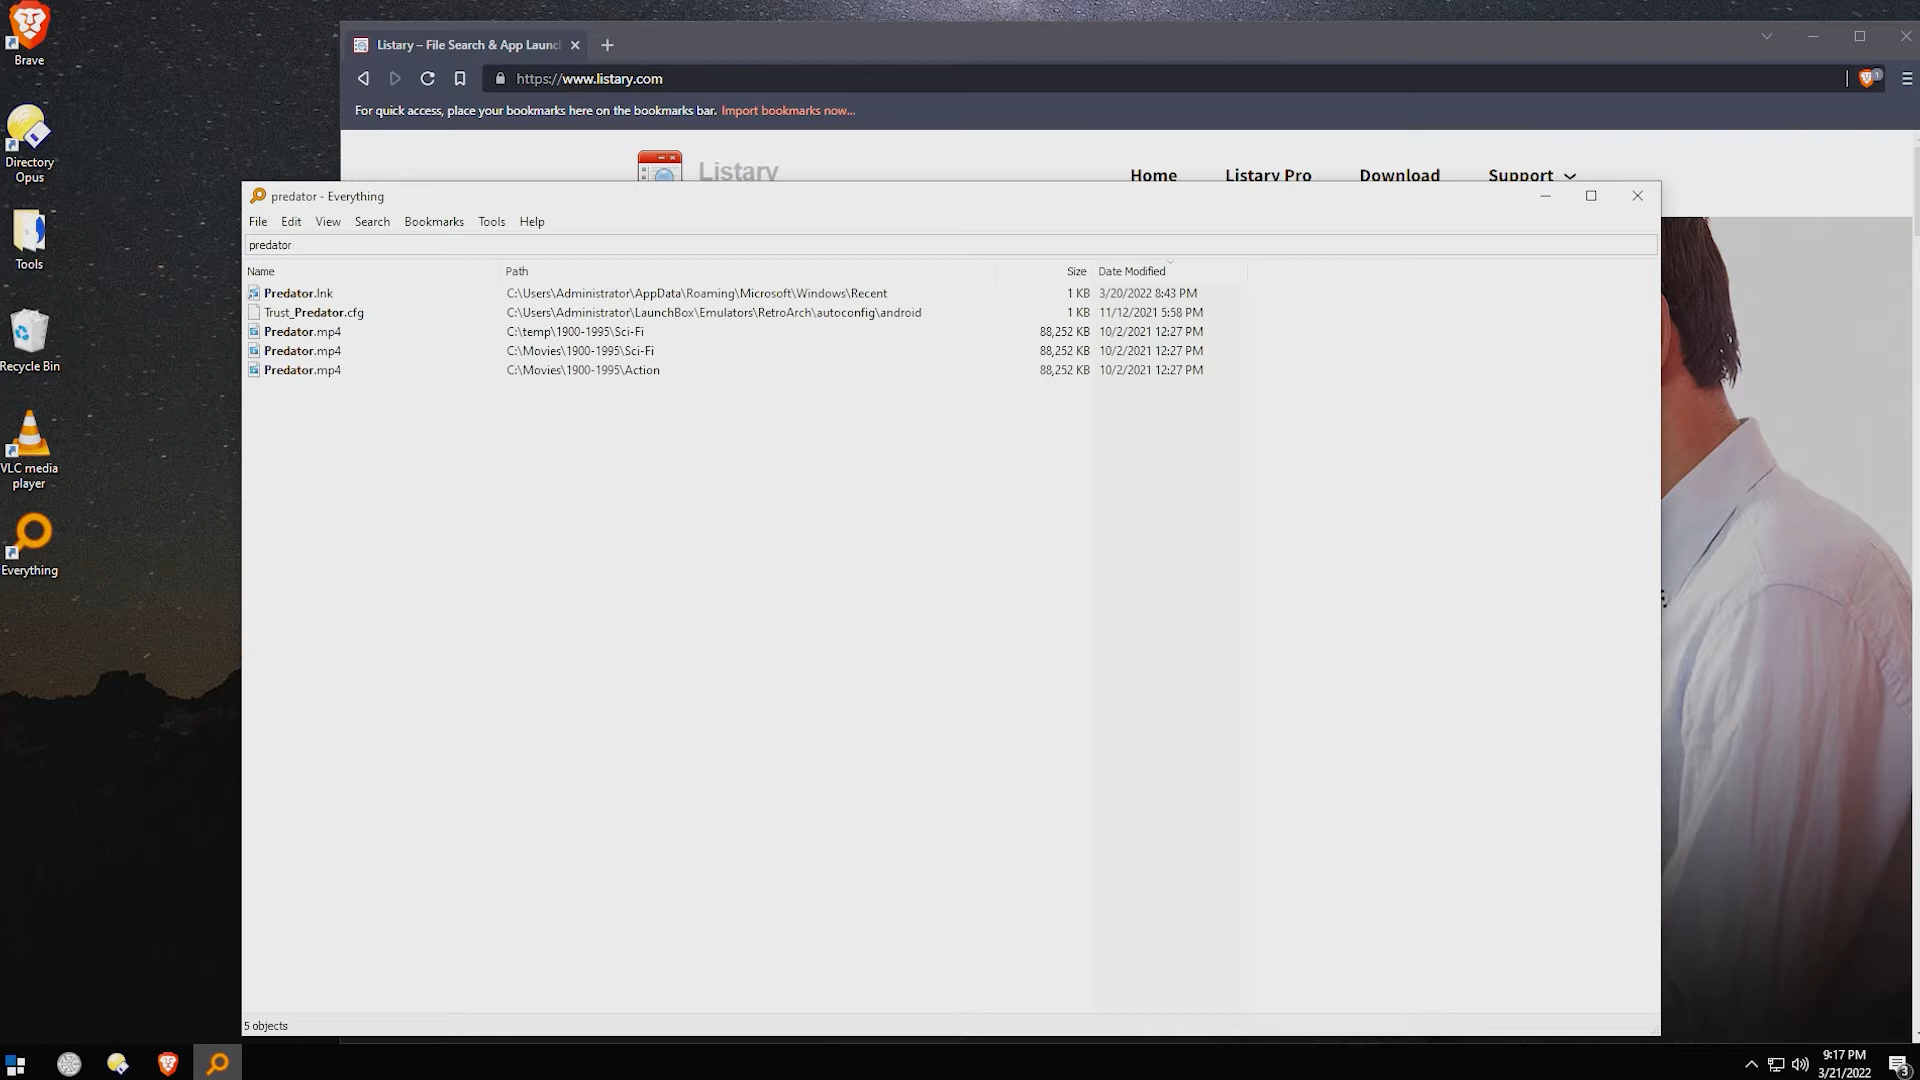 Brave
Directory
Opus
Tools
Recycle Bin
VLC media
player
Everything
Listary – File Search & App Launc
https://www.listary.com
1
For quick access, place your bookmarks here on the bookmarks bar. Import bookmarks now...
Listary
Home Listary Pro Download Support
predator - Everything
File Edit View Search Bookmarks Tools Help
predator
Name Path Size Date Modified
Predator.lnk C:\Users\Administrator\AppData\Roaming\Microsoft\Windows\Recent 1 KB 3/20/2022 8:43 PM
Trust_Predator.cfg C:\Users\Administrator\LaunchBox\Emulators\RetroArch\autoconfig\android 1 KB 11/12/2021 5:58 PM
Predator.mp4 C:\temp\1900-1995\Sci-Fi 88,252 KB 10/2/2021 12:27 PM
Predator.mp4 C:\Movies\1900-1995\Sci-Fi 88,252 KB 10/2/2021 12:27 PM
Predator.mp4 C:\Movies\1900-1995\Action 88,252 KB 10/2/2021 12:27 PM
5 objects
9:17 PM
3/21/2022
3